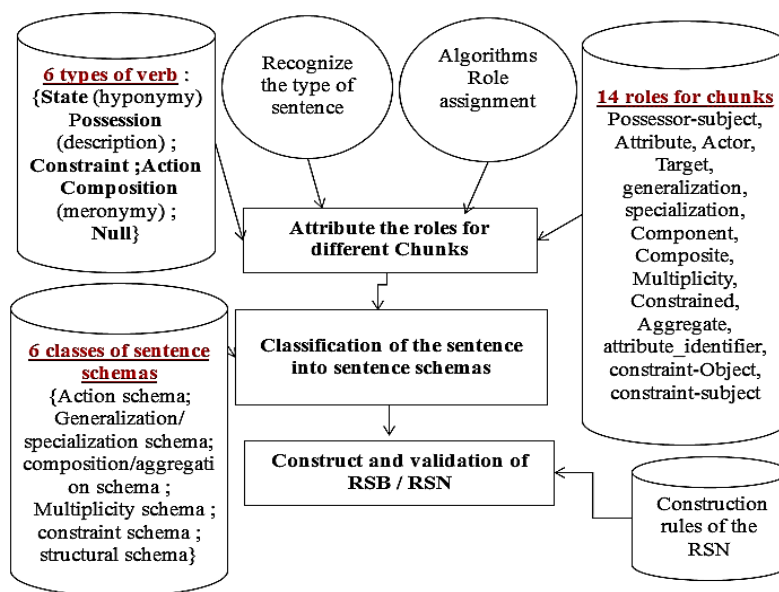 6 types of verb :
{State (hyponymy)
Possession
(description) ;
Constraint ;Action
Composition
(meronymy) ;
Null}
Recognize
the type of
sentence
Algorithms
Role
assignment
14 roles for chunks
Possessor-subject,
Attribute, Actor,
Target,
generalization,
specialization,
Component,
Composite,
Multiplicity,
Constrained,
Aggregate,
attribute_identifier,
constraint-Object,
constraint-subject
Attribute the roles for
different Chunks
6 classes of sentence
schemas
{Action schema;
Generalization/
specialization schema;
composition/aggregati
on schema ;
Multiplicity schema ;
constraint schema ;
structural schema}
Classification of the sentence
into sentence schemas
Construct and validation of
RSB / RSN
Construction
rules of the
RSN